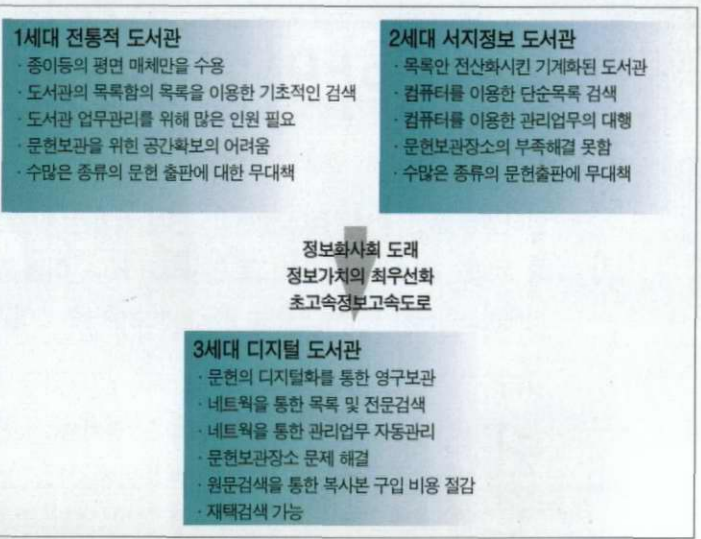 1세대 전통적 도서관
· 종이등의 평면 매체만을 수용
· 도서관의 목록함의 목록을 이용한 기초적인 검색
· 도서관 업무관리를 위해 많은 인원 필요
· 문헌보관을 위힌 공간확보의 어려움
· 수많은 종류의 문헌 출판에 대한 무대책
2세대 서지정보 도서관
· 목록안 전산화시킨 기계화된 도서관
· 컴퓨터를 이용한 단순목록 검색
· 컴퓨터를 이용한 관리업무의 대행
· 문헌보관장소의 부족해결 못함
· 수많은 종류의 문헌출판에 무대책
정보화사회 도래
정보가치의 최우선화
초고속정보고속도로
3세대 디지털 도서관
· 문헌의 디지털화를 통한 영구보관
· 네트웍을 통한 목록 및 전문검색
· 네트웍을 통한 관리업무 자동관리
· 문헌보관장소 문제 해결
· 원문검색을 통한 복사본 구입 비용 절감
· 재택검색 가능